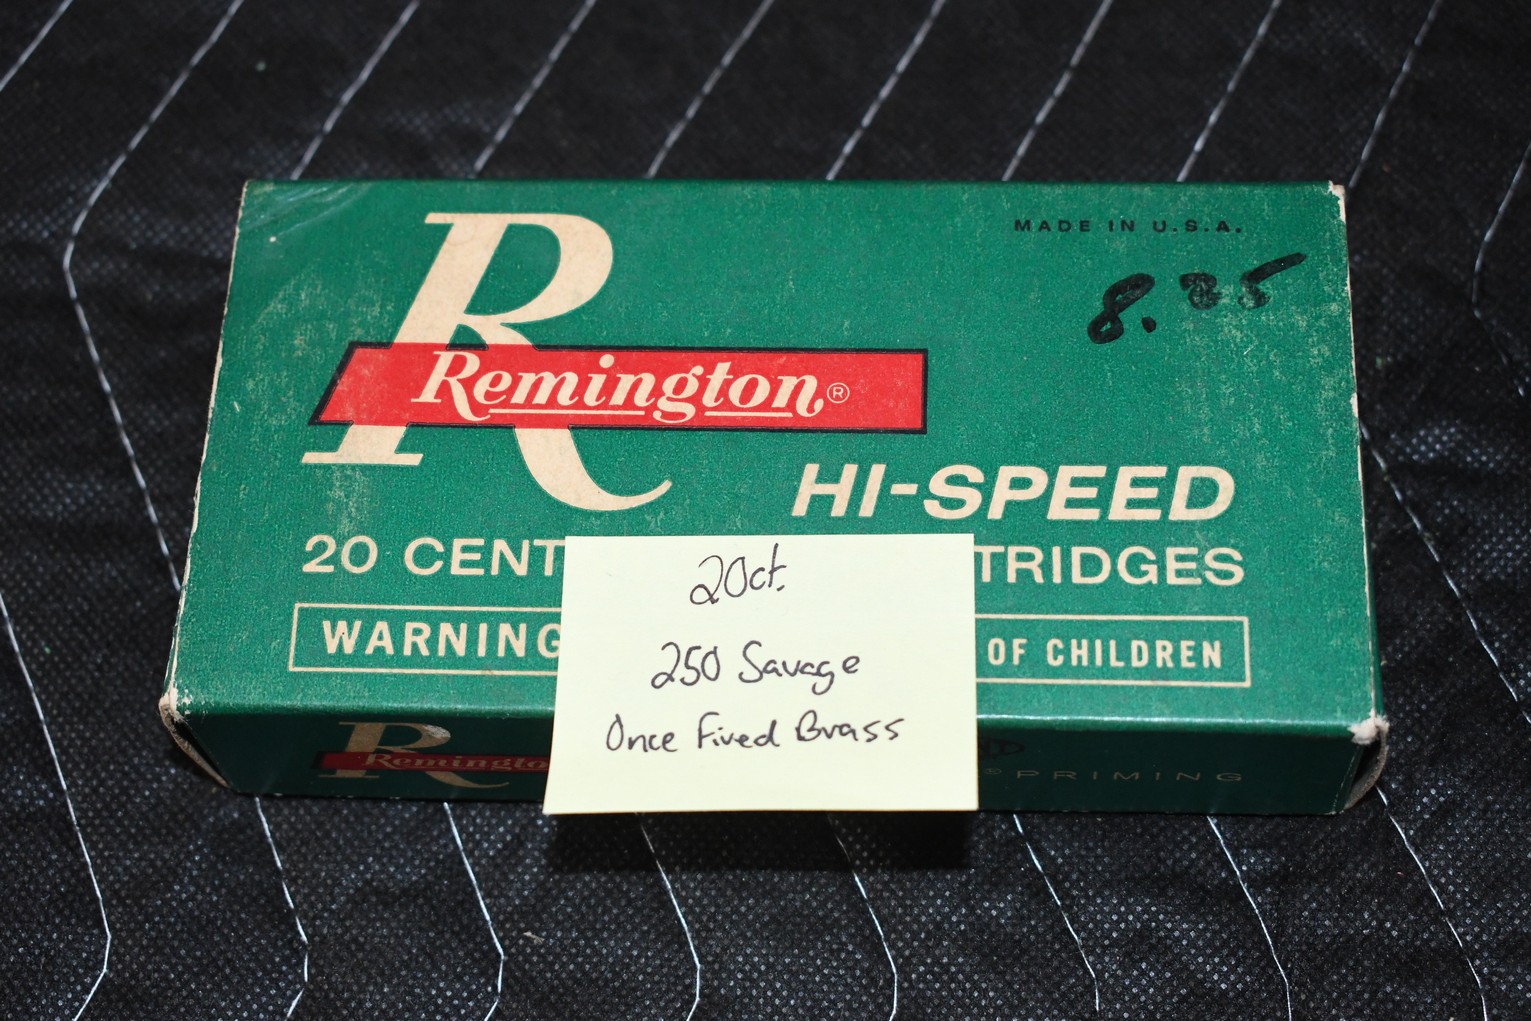 MADE IN U.S.A.
8.85
R
Remington®
HI-SPEED
20 CENT TRIDGES
WARNING OF CHILDREN
20ct.
250 Savage
Once Fired Brass
R
Remingto
® PRIMING